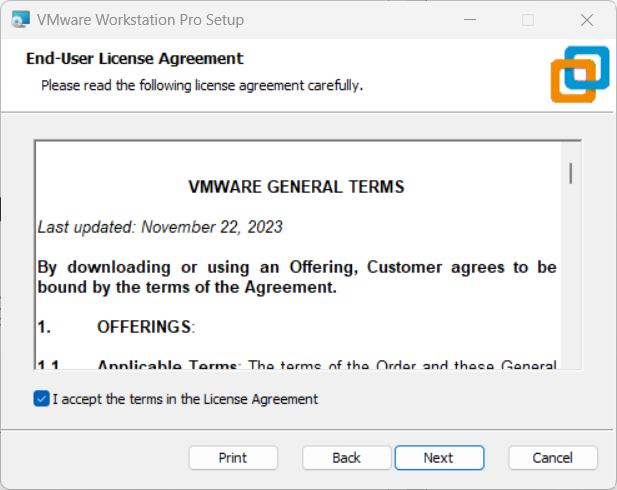 VMware Workstation Pro Setup
End-User License Agreement
Please read the following license agreement carefully.
VMWARE GENERAL TERMS
Last updated: November 22, 2023
By downloading or using an Offering, Customer agrees to be
bound by the terms of the Agreement.
1. OFFERINGS:
1.1 Applicable Terms: The terms of the Order and these General
I accept the terms in the License Agreement
Print Back Next Cancel